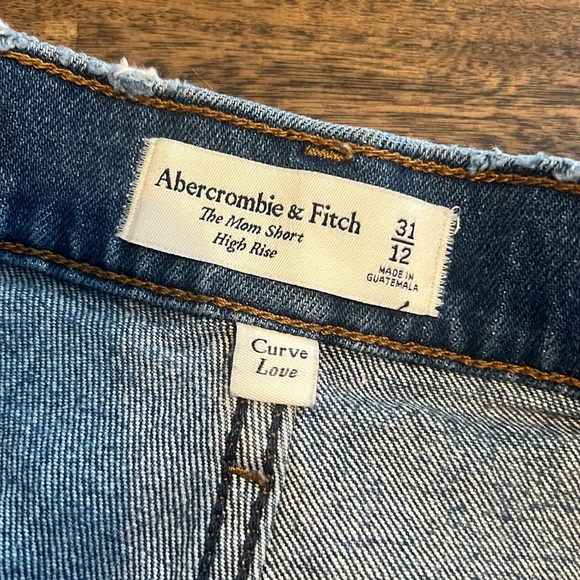 Abercrombie & Fitch
The Mom Short
High Rise
31
12
MADE IN
GUATEMALA
Curve
Love